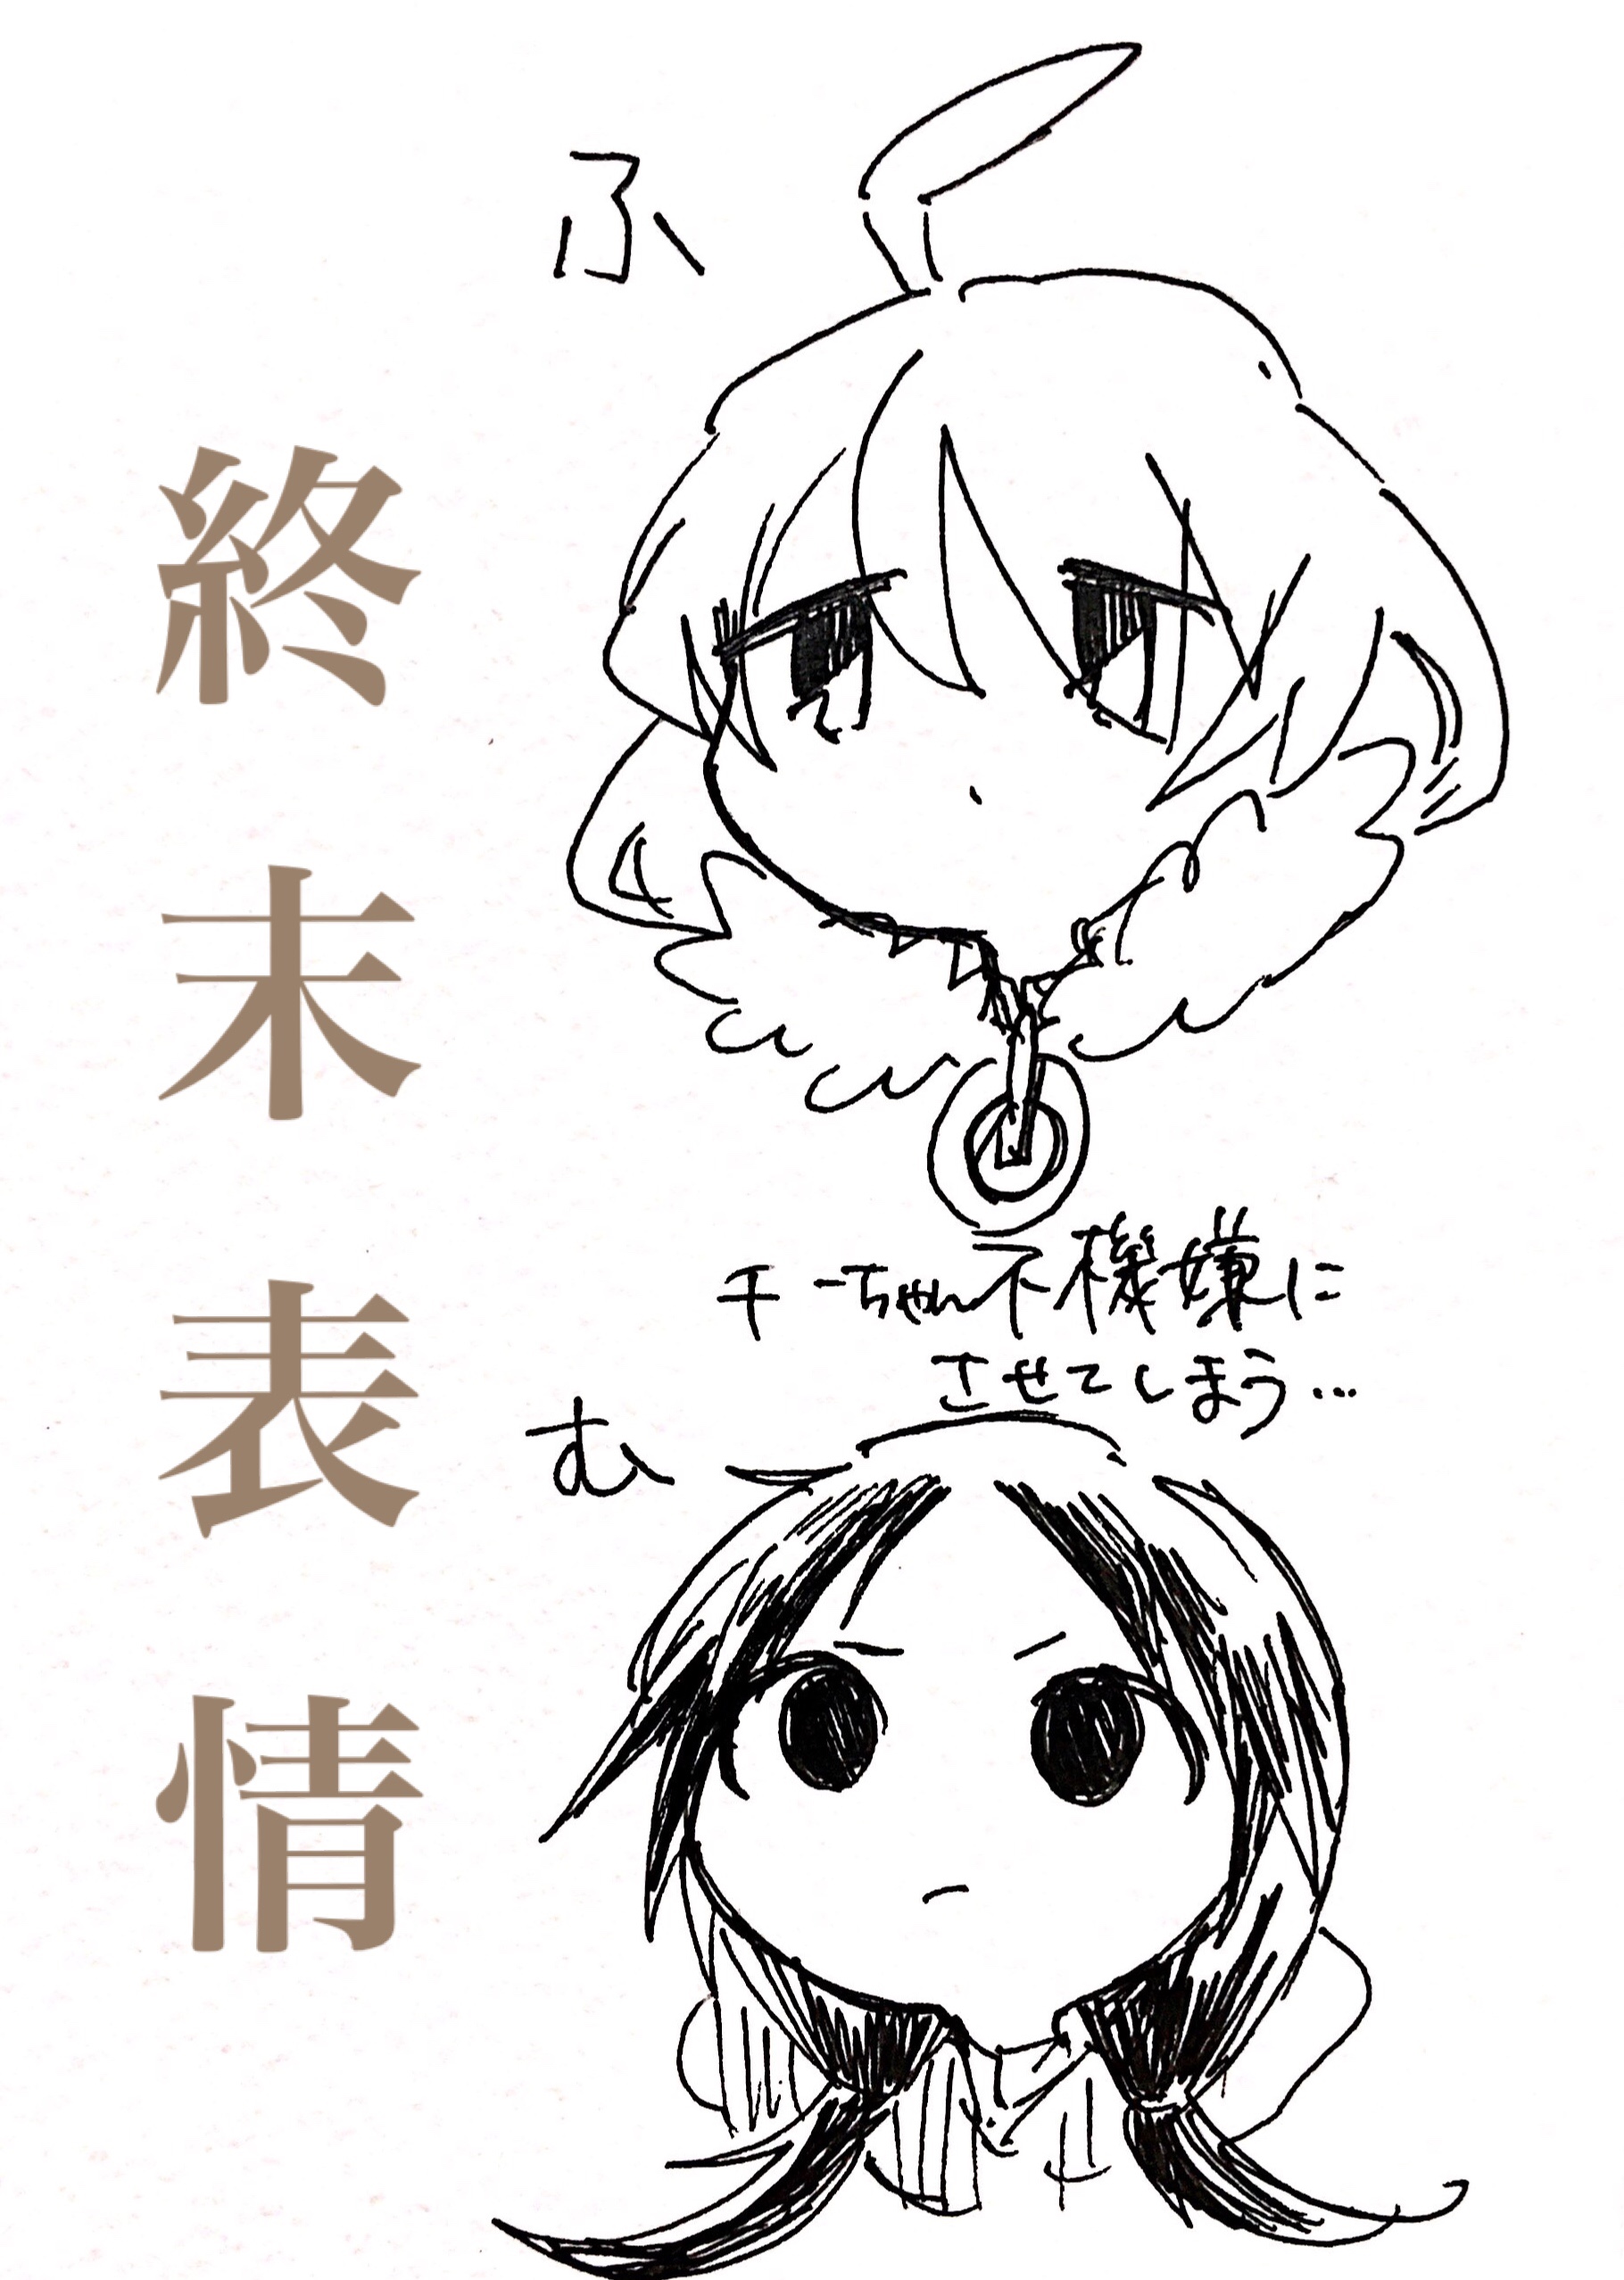 終末表情
ふ
チーちゃん不機嫌に
させてしまう…
む